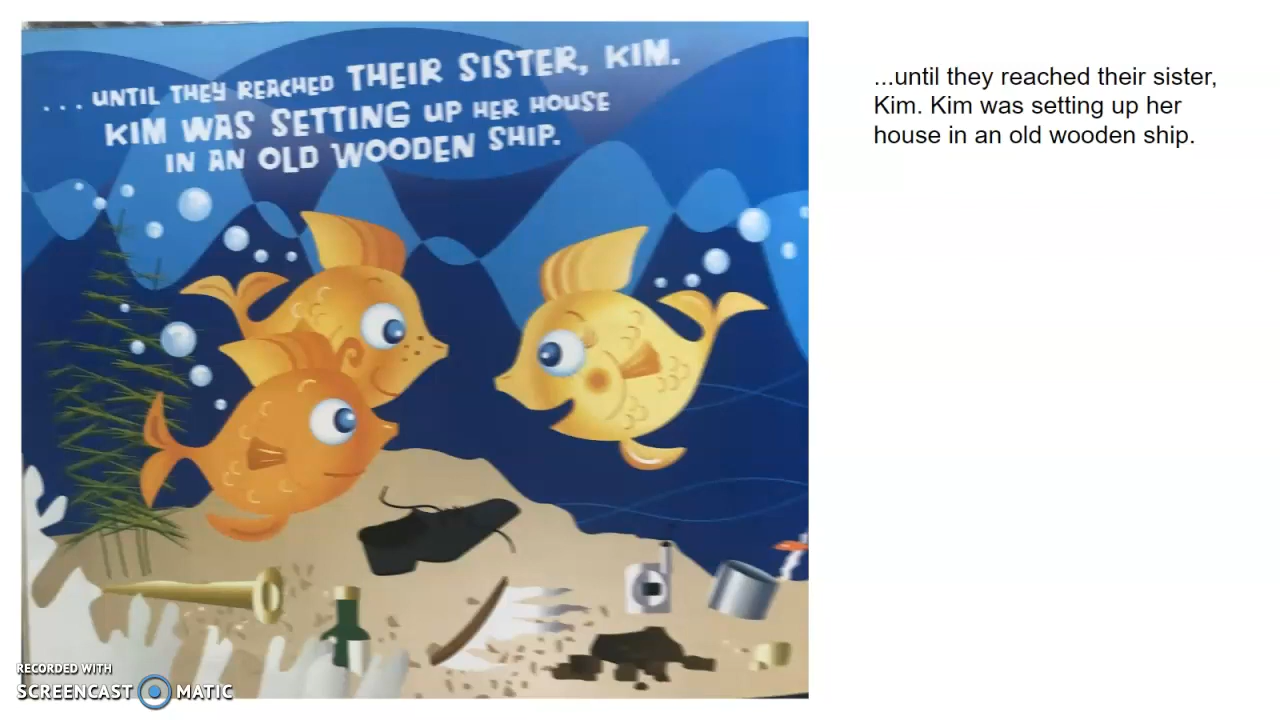 ... UNTIL THEY REACHED THEIR SISTER, KIM.
KIM WAS SETTING UP HER HOUSE
IN AN OLD WOODEN SHIP.
...until they reached their sister,
Kim. Kim was setting up her
house in an old wooden ship.
RECORDED WITH
SCREENCAST MATIC